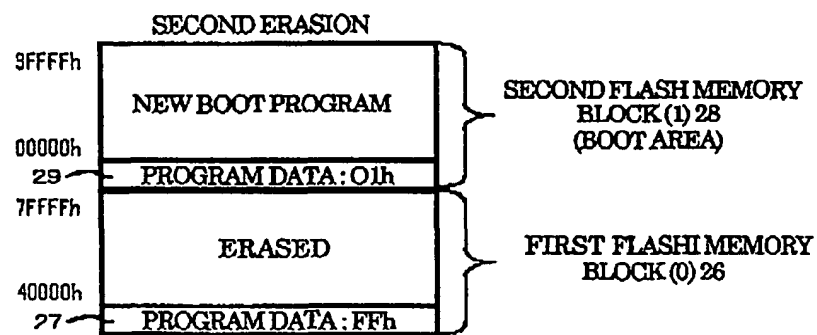 SECOND ERASION
9FFFFh
NEW BOOT PROGRAM
00000h
29
PROGRAM DATA : 01h
SECOND FLASH MEMORY
BLOCK (1) 28
(BOOT AREA)
7FFFFh
ERASED
40000h
27
PROGRAM DATA : FFh
FIRST FLASHI MEMORY
BLOCK (0) 26